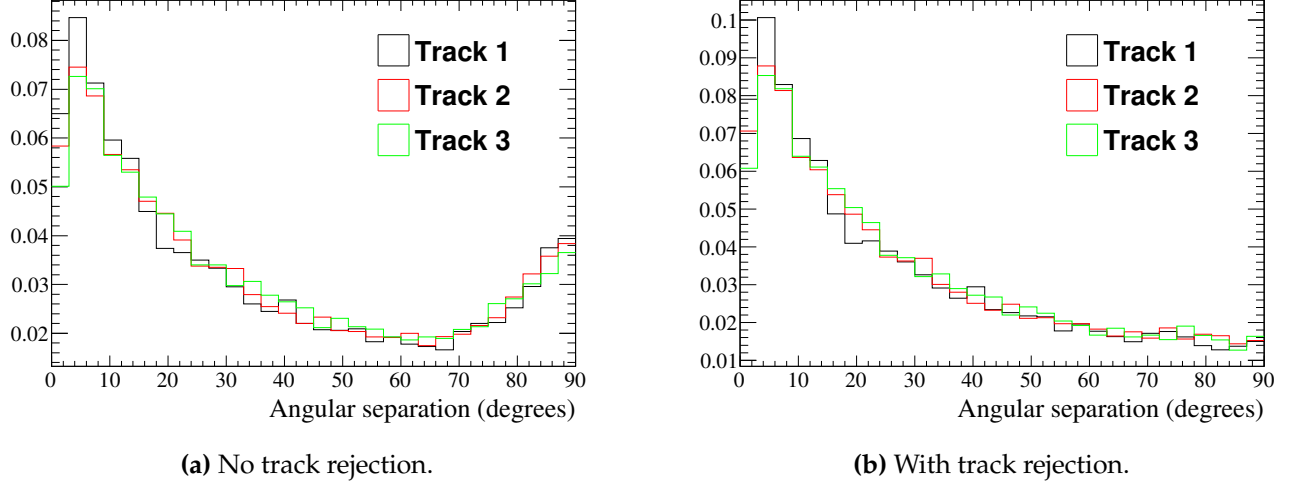 0.08
0.07
0.06
0.05
0.04
0.03
0.02
0 10 20 30 40 50 60 70 80 90
Angular separation (degrees)
Track 1
Track 2
Track 3
(a) No track rejection.
0.1
0.09
0.08
0.07
0.06
0.05
0.04
0.03
0.02
0.01
0 10 20 30 40 50 60 70 80 90
Angular separation (degrees)
Track 1
Track 2
Track 3
(b) With track rejection.